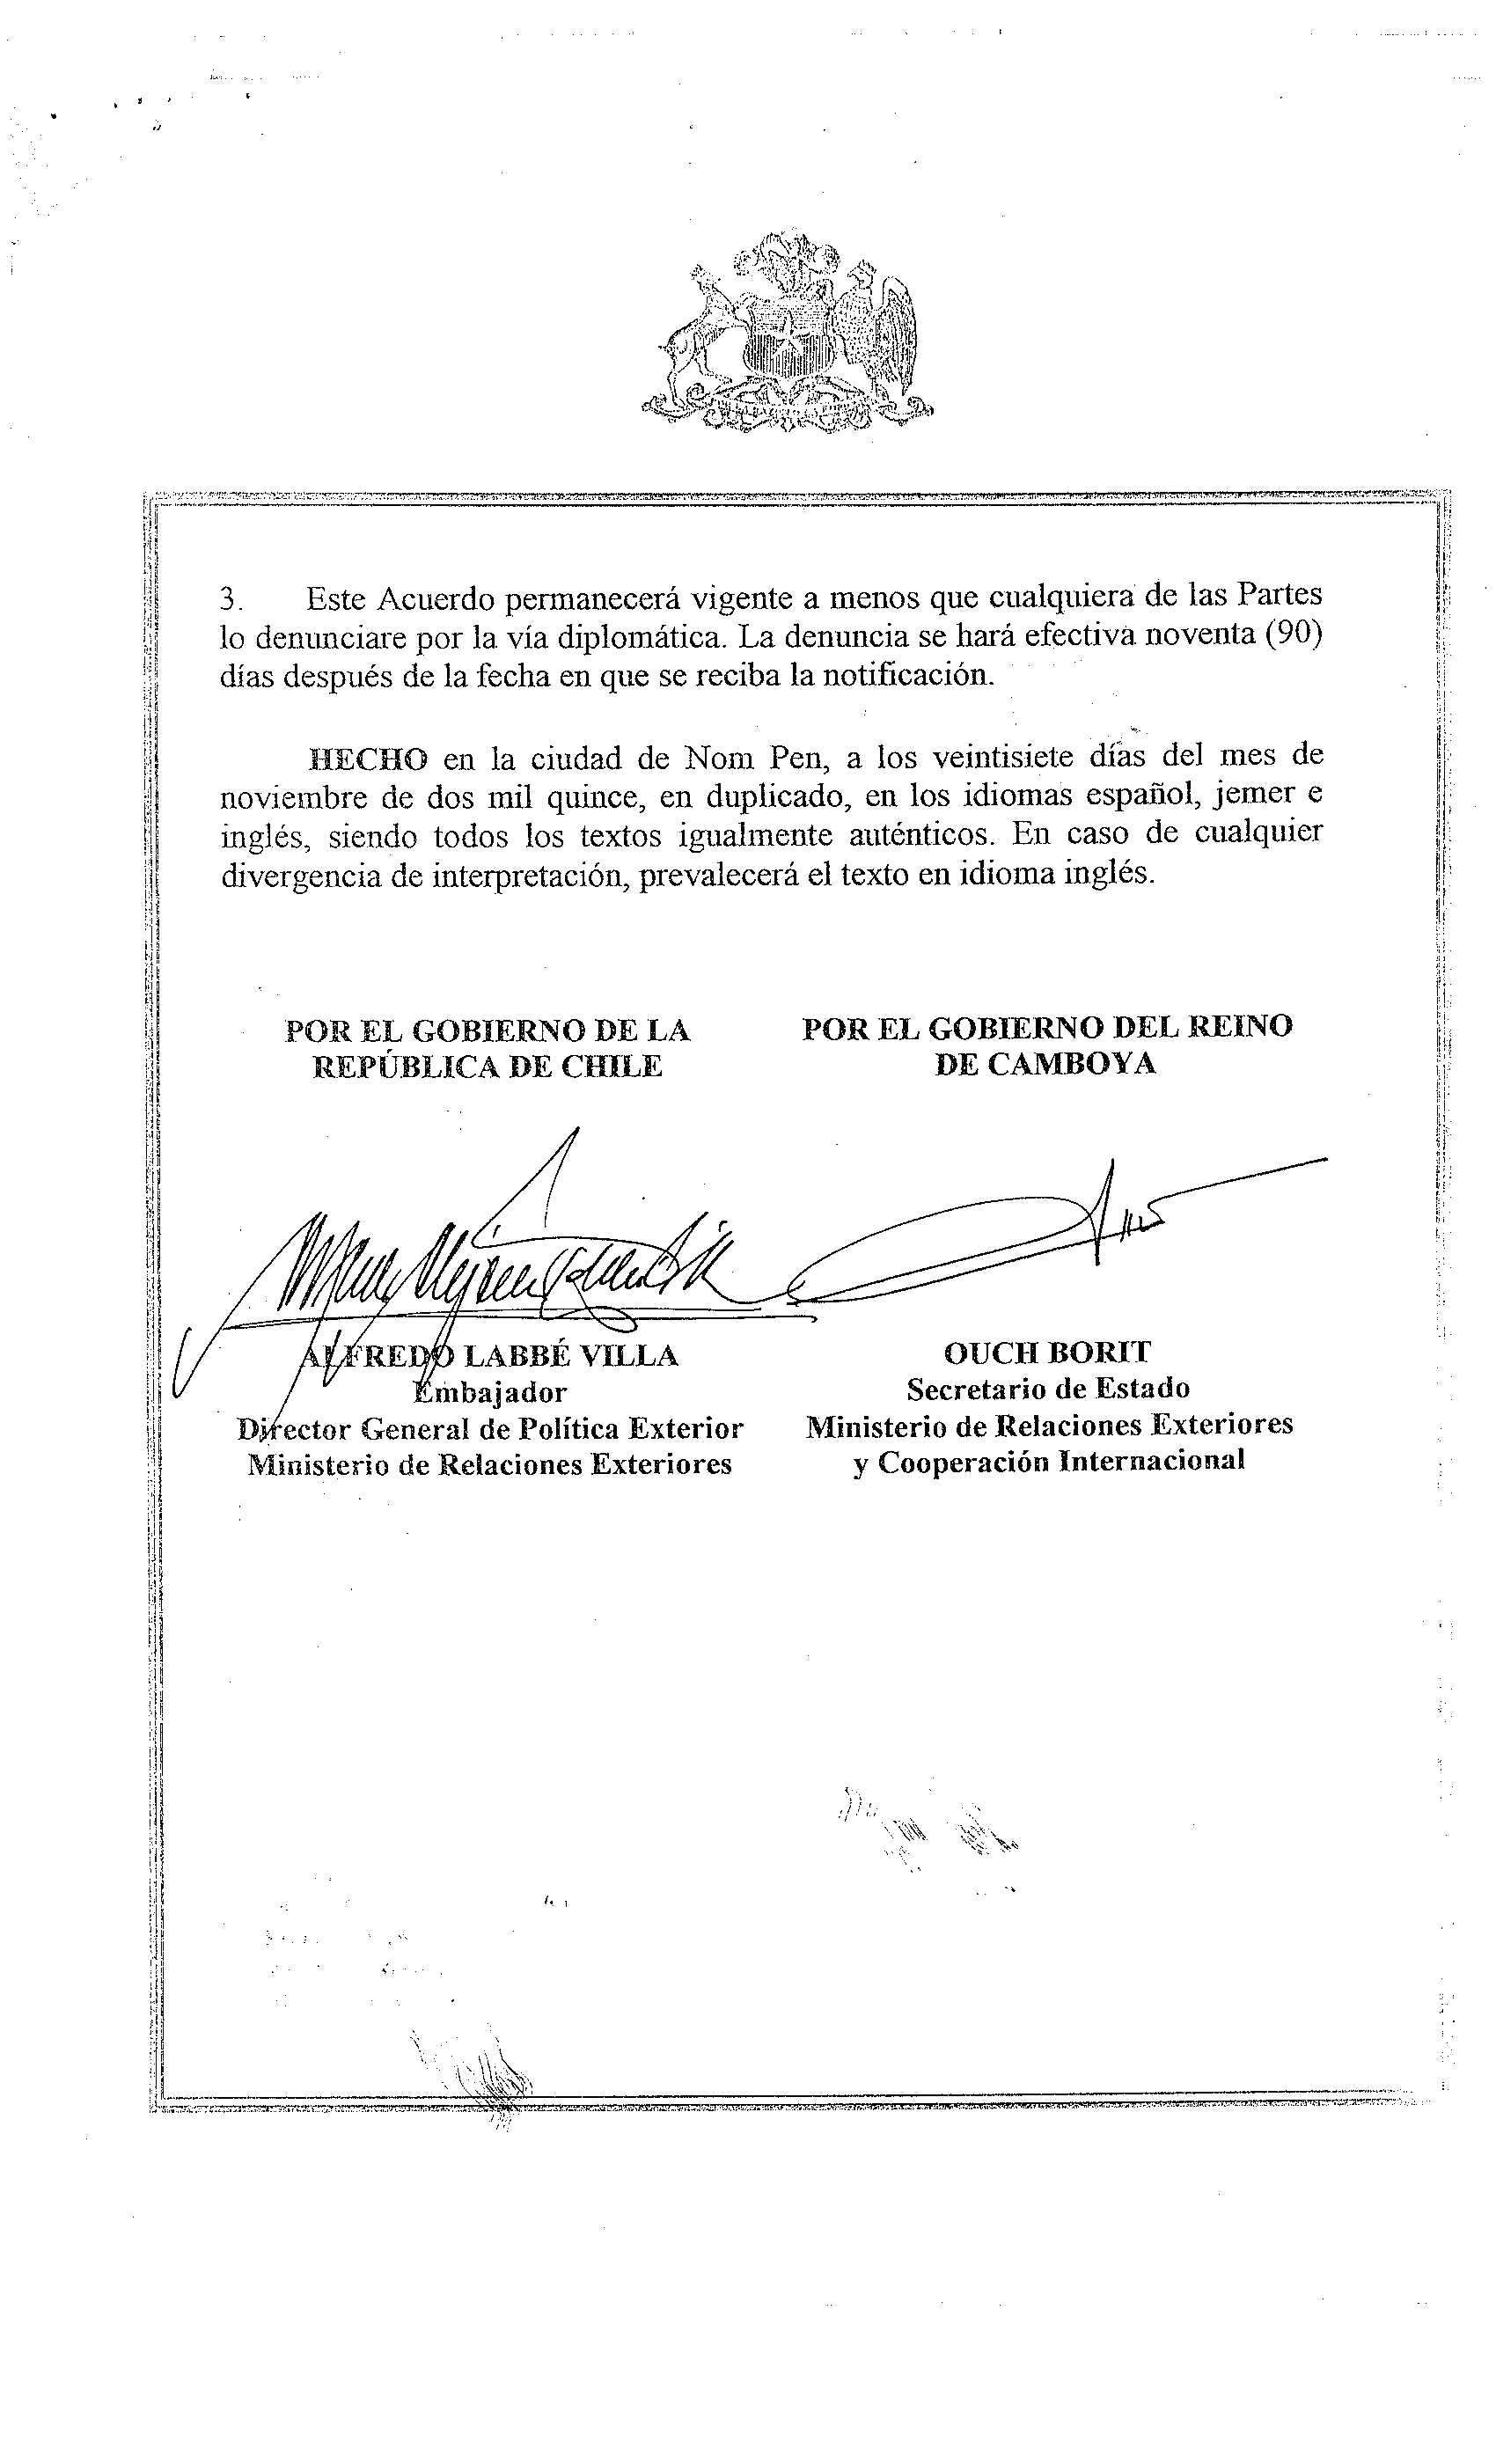 3. Este Acuerdo permanecerá vigente a menos que cualquiera de las Partes
lo denunciare por la vía diplomática. La denuncia se hará efectiva noventa (90)
días después de la fecha en que se reciba la notificación.
HECHO en la ciudad de Nom Pen, a los veintisiete días del mes de
noviembre de dos mil quince, en duplicado, en los idiomas español, jemer e
inglés, siendo todos los textos igualmente auténticos. En caso de cualquier
divergencia de interpretación, prevalecerá el texto en idioma inglés.
POR EL GOBIERNO DE LA
REPÚBLICA DE CHILE
ALFREDO LABBÉ VILLA
Embajador
Director General de Política Exterior
Ministerio de Relaciones Exteriores
POR EL GOBIERNO DEL REINO
DE CAMBOYA
OUCH BORIT
Secretario de Estado
Ministerio de Relaciones Exteriores
y Cooperación Internacional